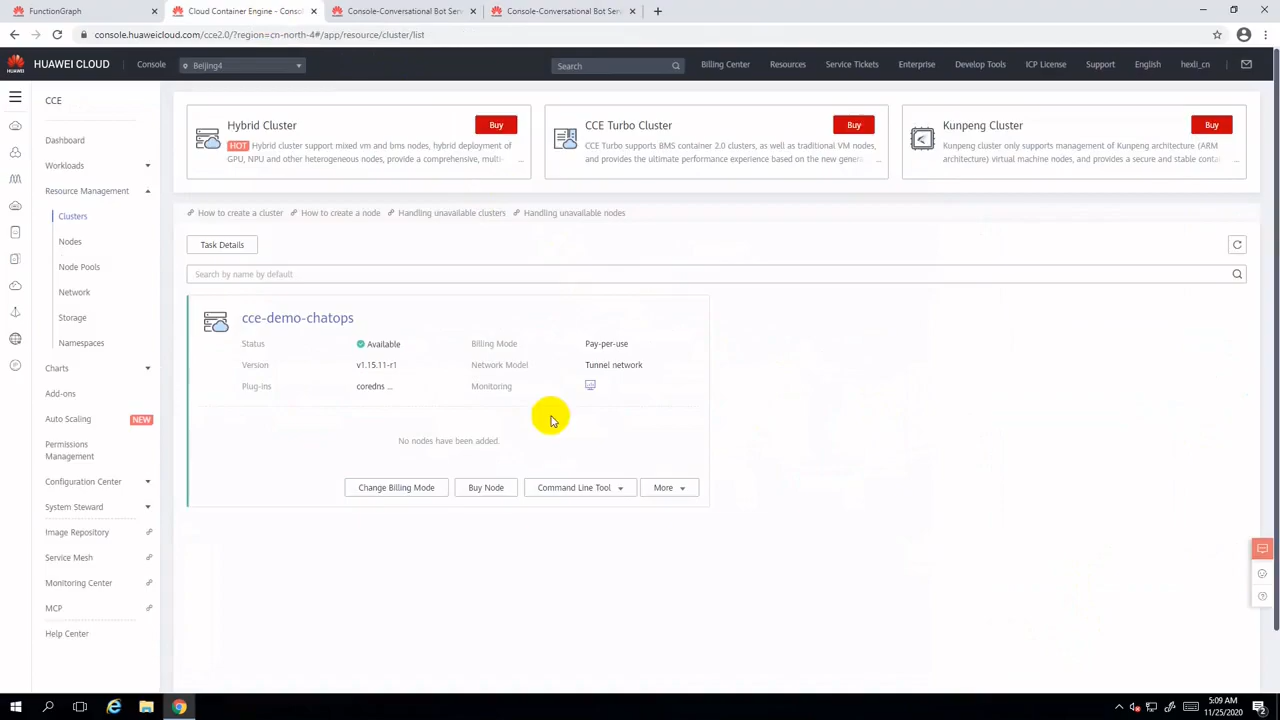 FunctionGraph
Cloud Container Engine - Conso
Console-Conversational Bot Serv
Console-Conversational Bot Serv
console.huaweicloud.com/cce2.0/?region=cn-north-4#/app/resource/cluster/list
HUAWEI CLOUD
Console
Beijing4
Search
Billing Center
Resources
Service Tickets
Enterprise
Develop Tools
ICP License
Support
English
hexli_cn
CCE
Dashboard
Workloads
Resource Management
Clusters
Nodes
Node Pools
Network
Storage
Namespaces
Charts
Add-ons
Auto Scaling NEW
Permissions
Management
Configuration Center
System Steward
Image Repository
Service Mesh
Monitoring Center
MCP
Help Center
Hybrid Cluster
Buy
HOT Hybrid cluster support mixed vm and bms nodes, hybrid deployment of
GPU, NPU and other heterogeneous nodes, provide a comprehensive, multi- ...
CCE Turbo Cluster
Buy
CCE Turbo supports BMS container 2.0 clusters, as well as traditional VM nodes,
and provides the ultimate performance experience based on the new gener ...
Kunpeng Cluster
Buy
Kunpeng cluster only supports management of Kunpeng architecture (ARM
architecture) virtual machine nodes, and provides a secure and stable conta ...
How to create a cluster
How to create a node
Handling unavailable clusters
Handling unavailable nodes
Task Details
Search by name by default
cce-demo-chatops
Status Available
Billing Mode Pay-per-use
Version v1.15.11-r1
Network Model Tunnel network
Plug-ins coredns ...
Monitoring
No nodes have been added.
Change Billing Mode
Buy Node
Command Line Tool
More
5:09 AM
11/25/2020
2